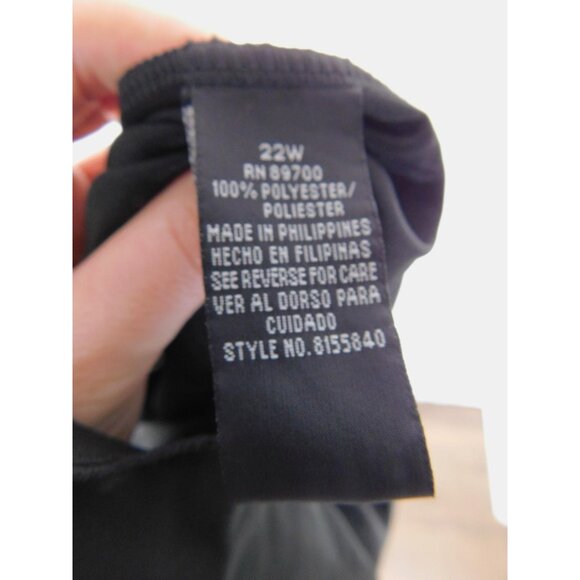 22W
RN 89700
100% POLYESTER/
POLIESTER
MADE IN PHILIPPINES
HECHO EN FILIPINAS
SEE REVERSE FOR CARE
VER AL DORSO PARA
CUIDADO
STYLE NO. 8155840